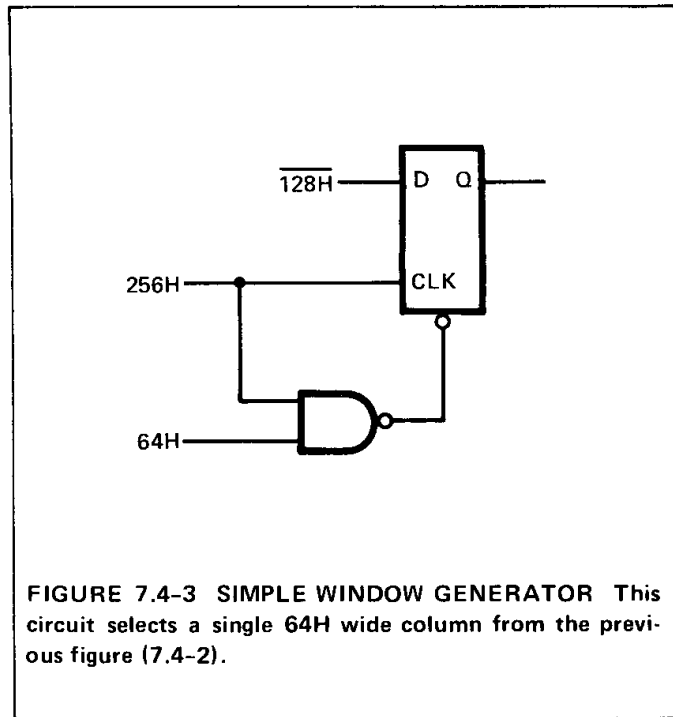 128H
D Q
256H
CLK
64H
FIGURE 7.4-3 SIMPLE WINDOW GENERATOR This
circuit selects a single 64H wide column from the previ-
ous figure (7.4-2).